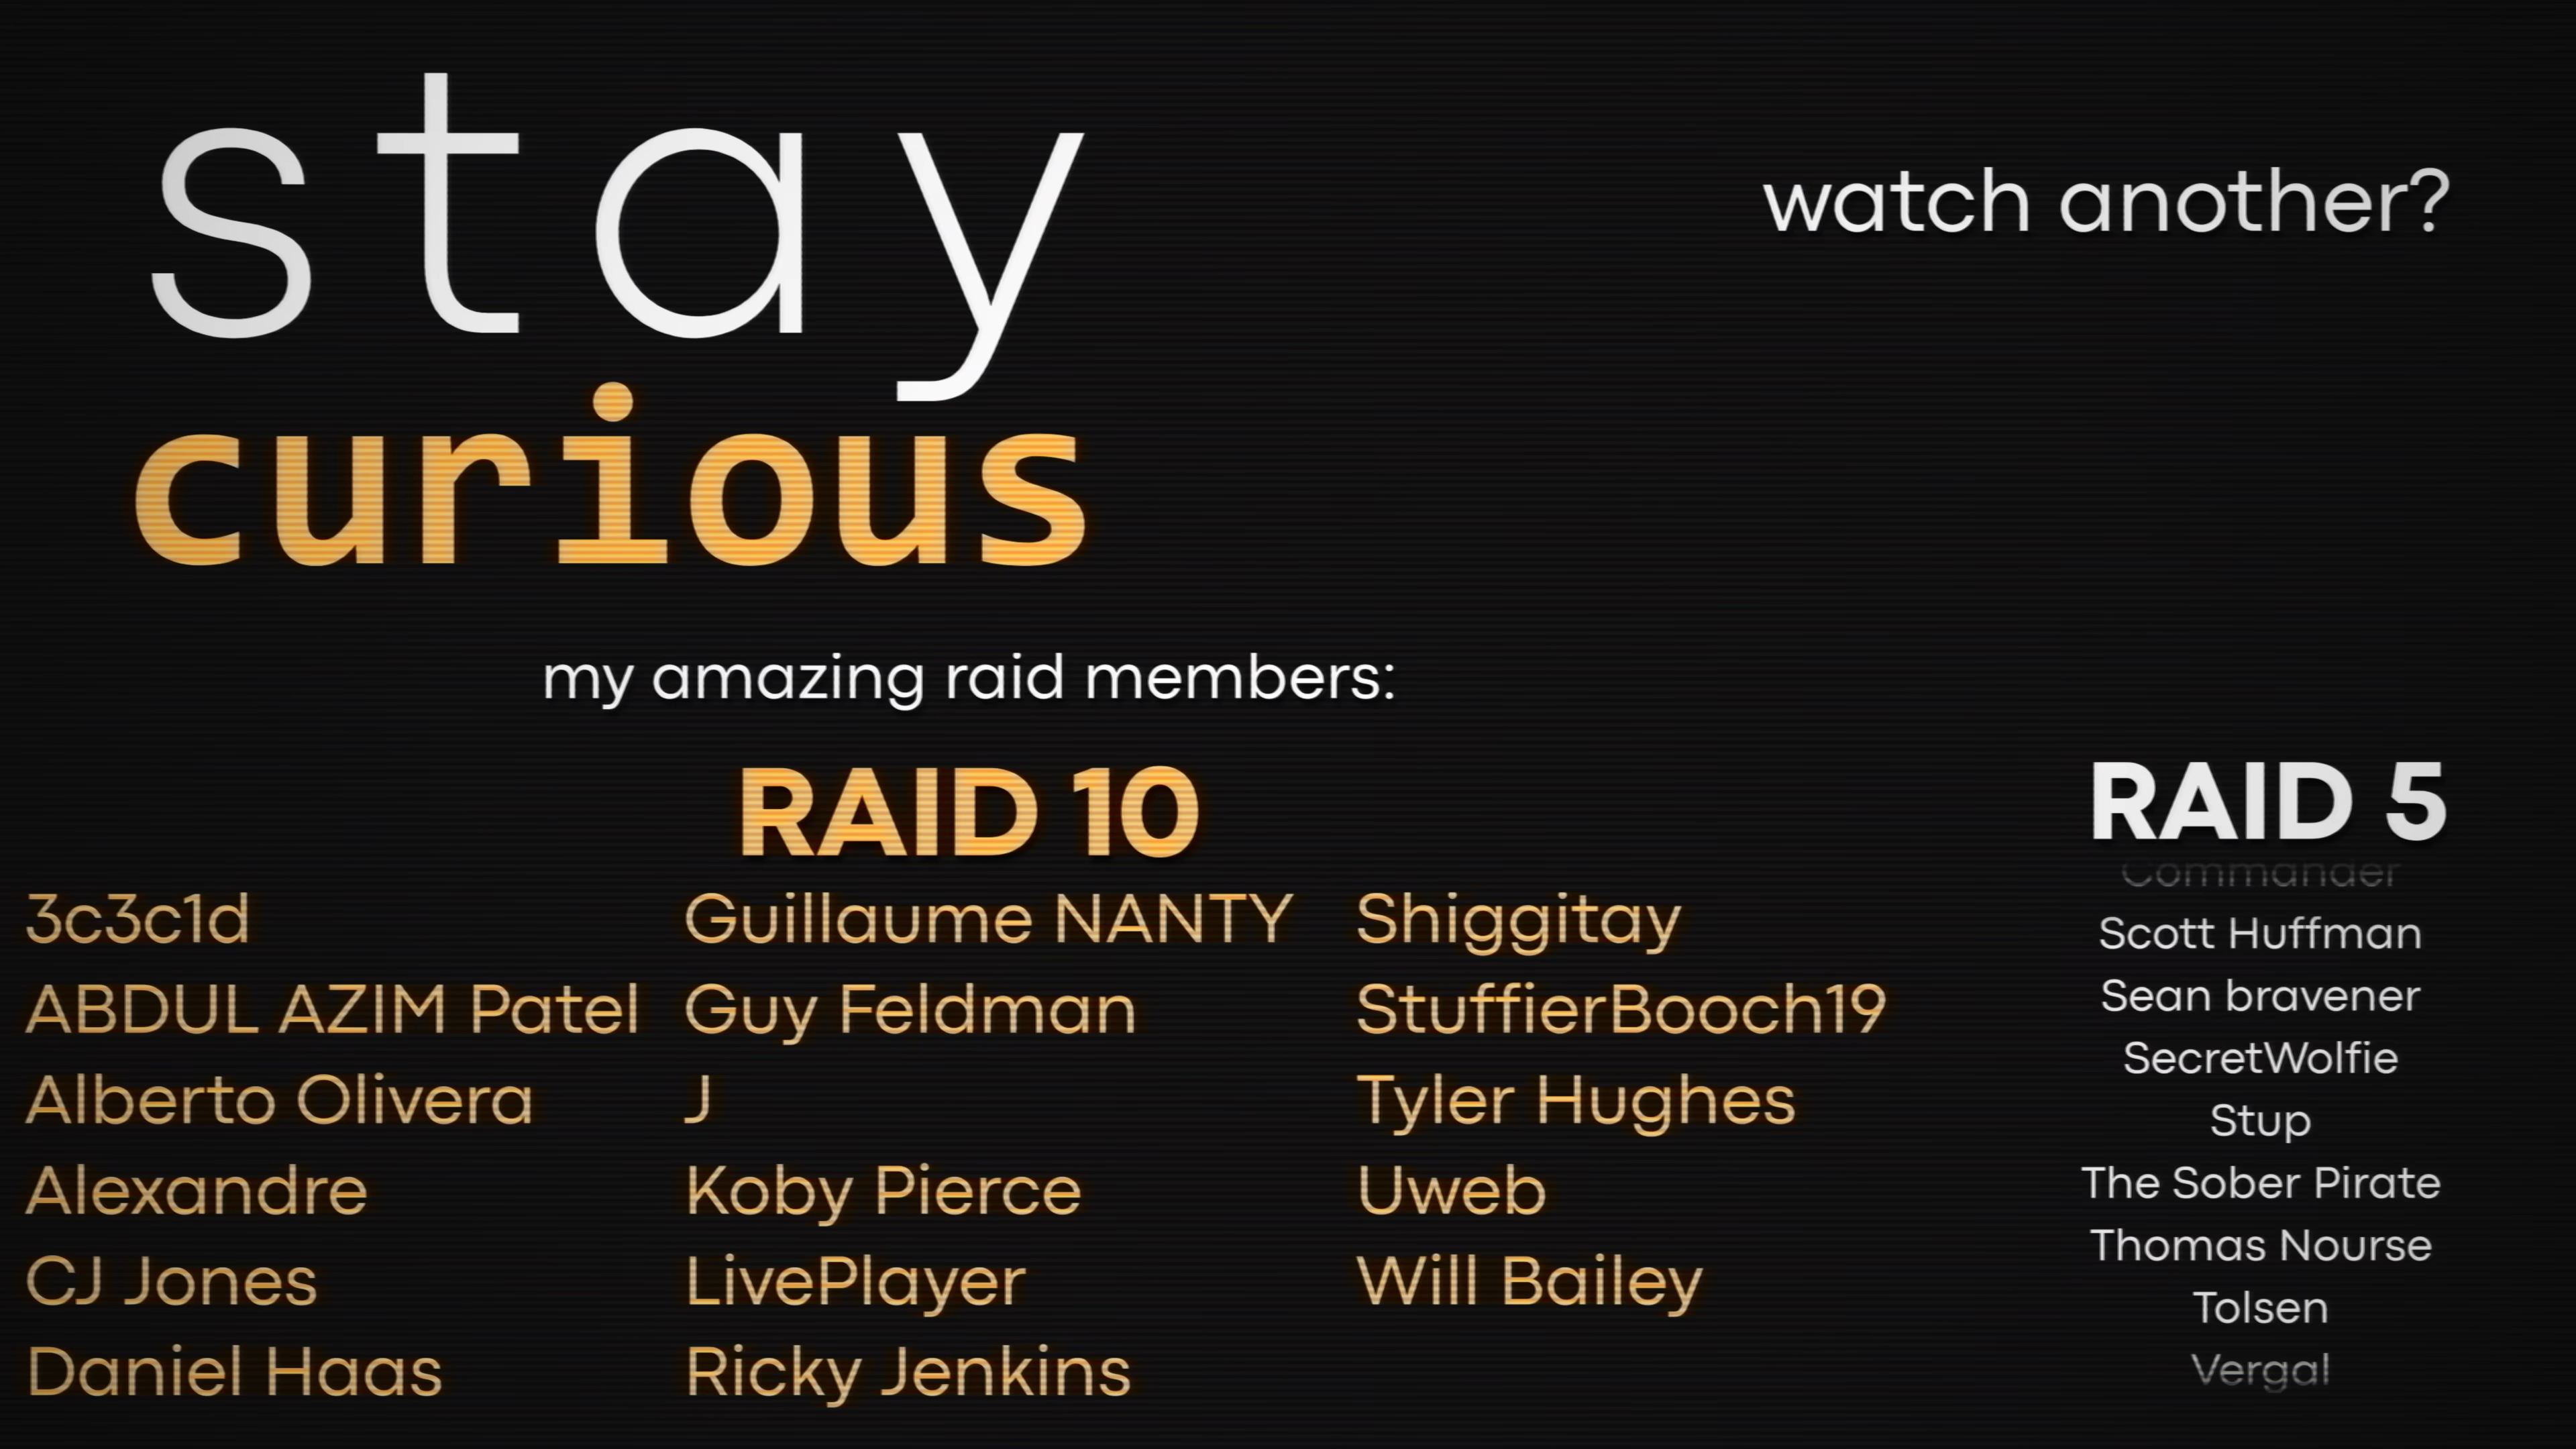 stay
curious
watch another?
my amazing raid members:
RAID 10
3c3c1d
ABDUL AZIM Patel
Alberto Olivera
Alexandre
CJ Jones
Daniel Haas
Guillaume NANTY
Guy Feldman
J
Koby Pierce
LivePlayer
Ricky Jenkins
Shiggitay
StuffierBooch19
Tyler Hughes
Uweb
Will Bailey
RAID 5
Commander
Scott Huffman
Sean bravener
SecretWolfie
Stup
The Sober Pirate
Thomas Nourse
Tolsen
Vergal